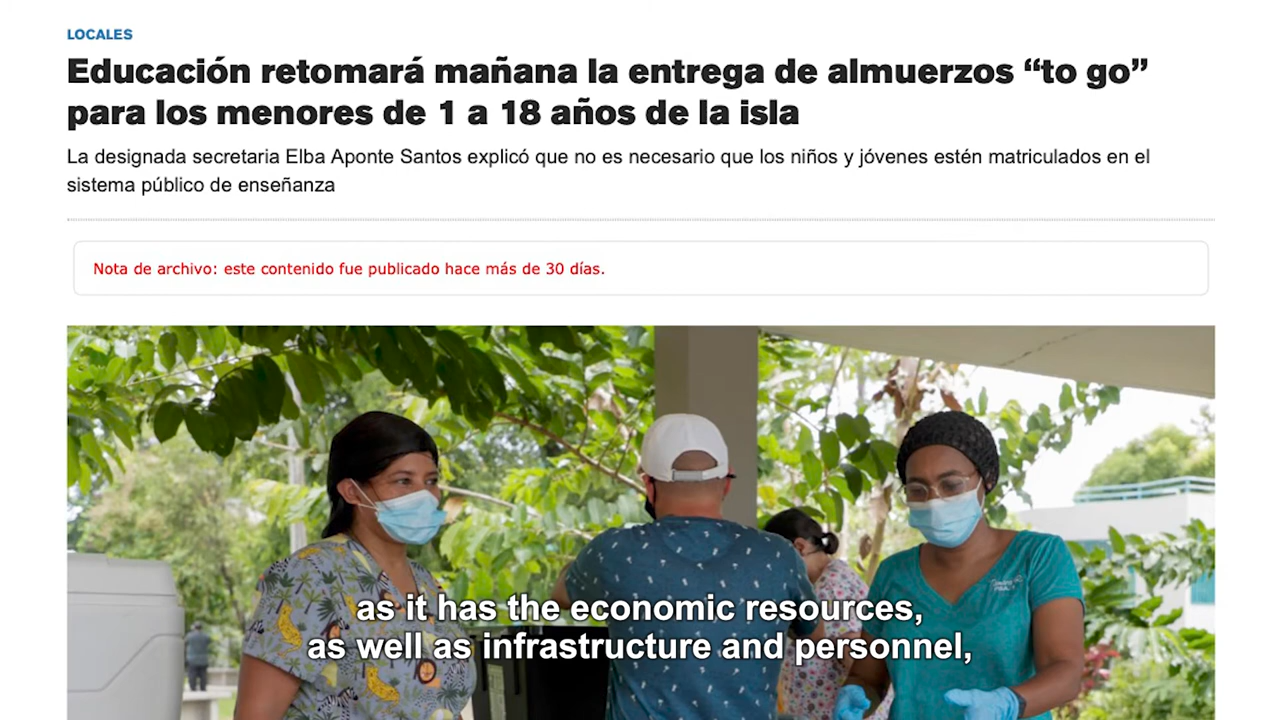 LOCALES
Educación retomará mañana la entrega de almuerzos “to go”
para los menores de 1 a 18 años de la isla
La designada secretaria Elba Aponte Santos explicó que no es necesario que los niños y jóvenes estén matriculados en el
sistema público de enseñanza
Nota de archivo: este contenido fue publicado hace más de 30 días.
as it has the economic resources,
as well as infrastructure and personnel,